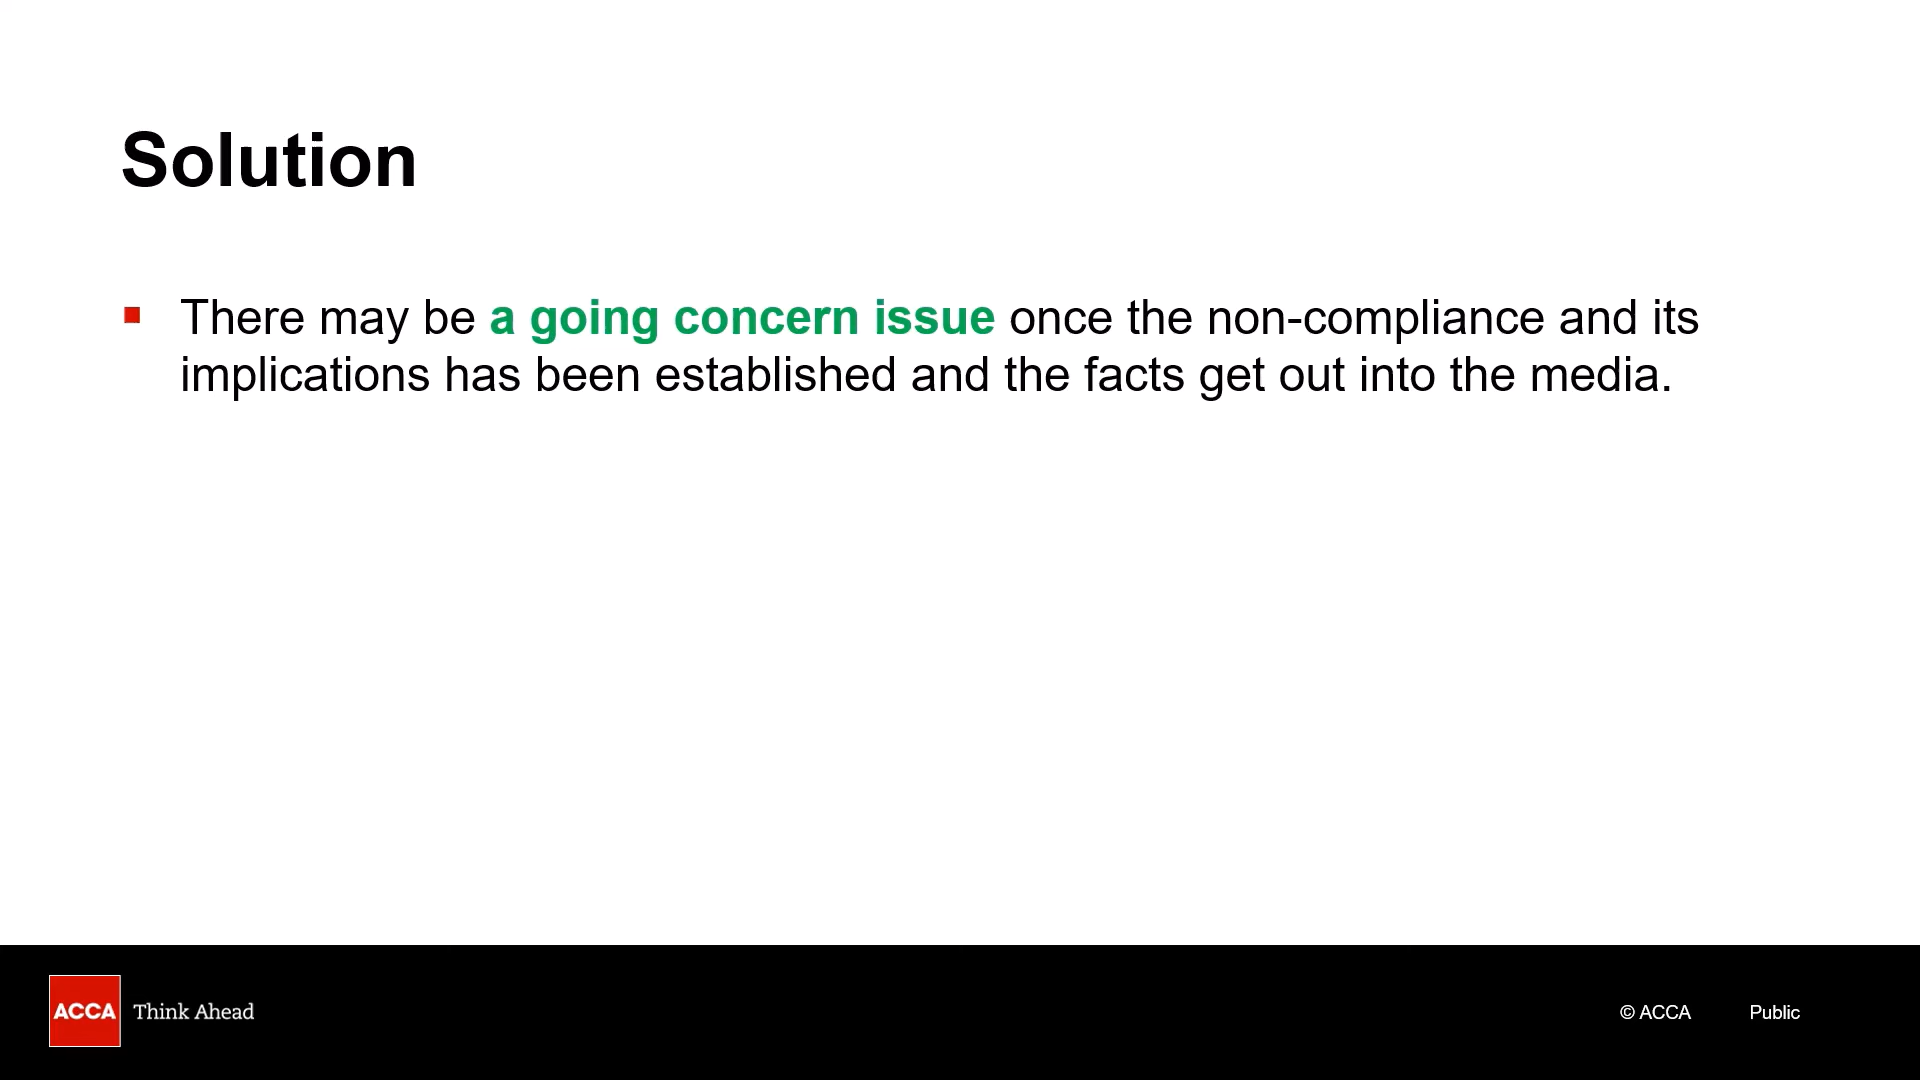 Solution
There may be a going concern issue once the non-compliance and its
implications has been established and the facts get out into the media.
ACCA Think Ahead
© ACCA Public